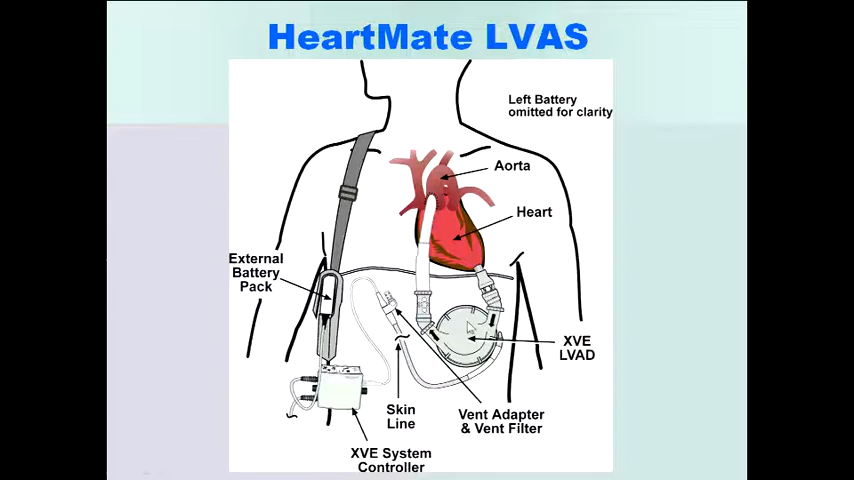 HeartMate LVAS
Left Battery
omitted for clarity
Aorta
Heart
External
Battery
Pack
XVE
LVAD
Skin
Line
Vent Adapter
& Vent Filter
XVE System
Controller